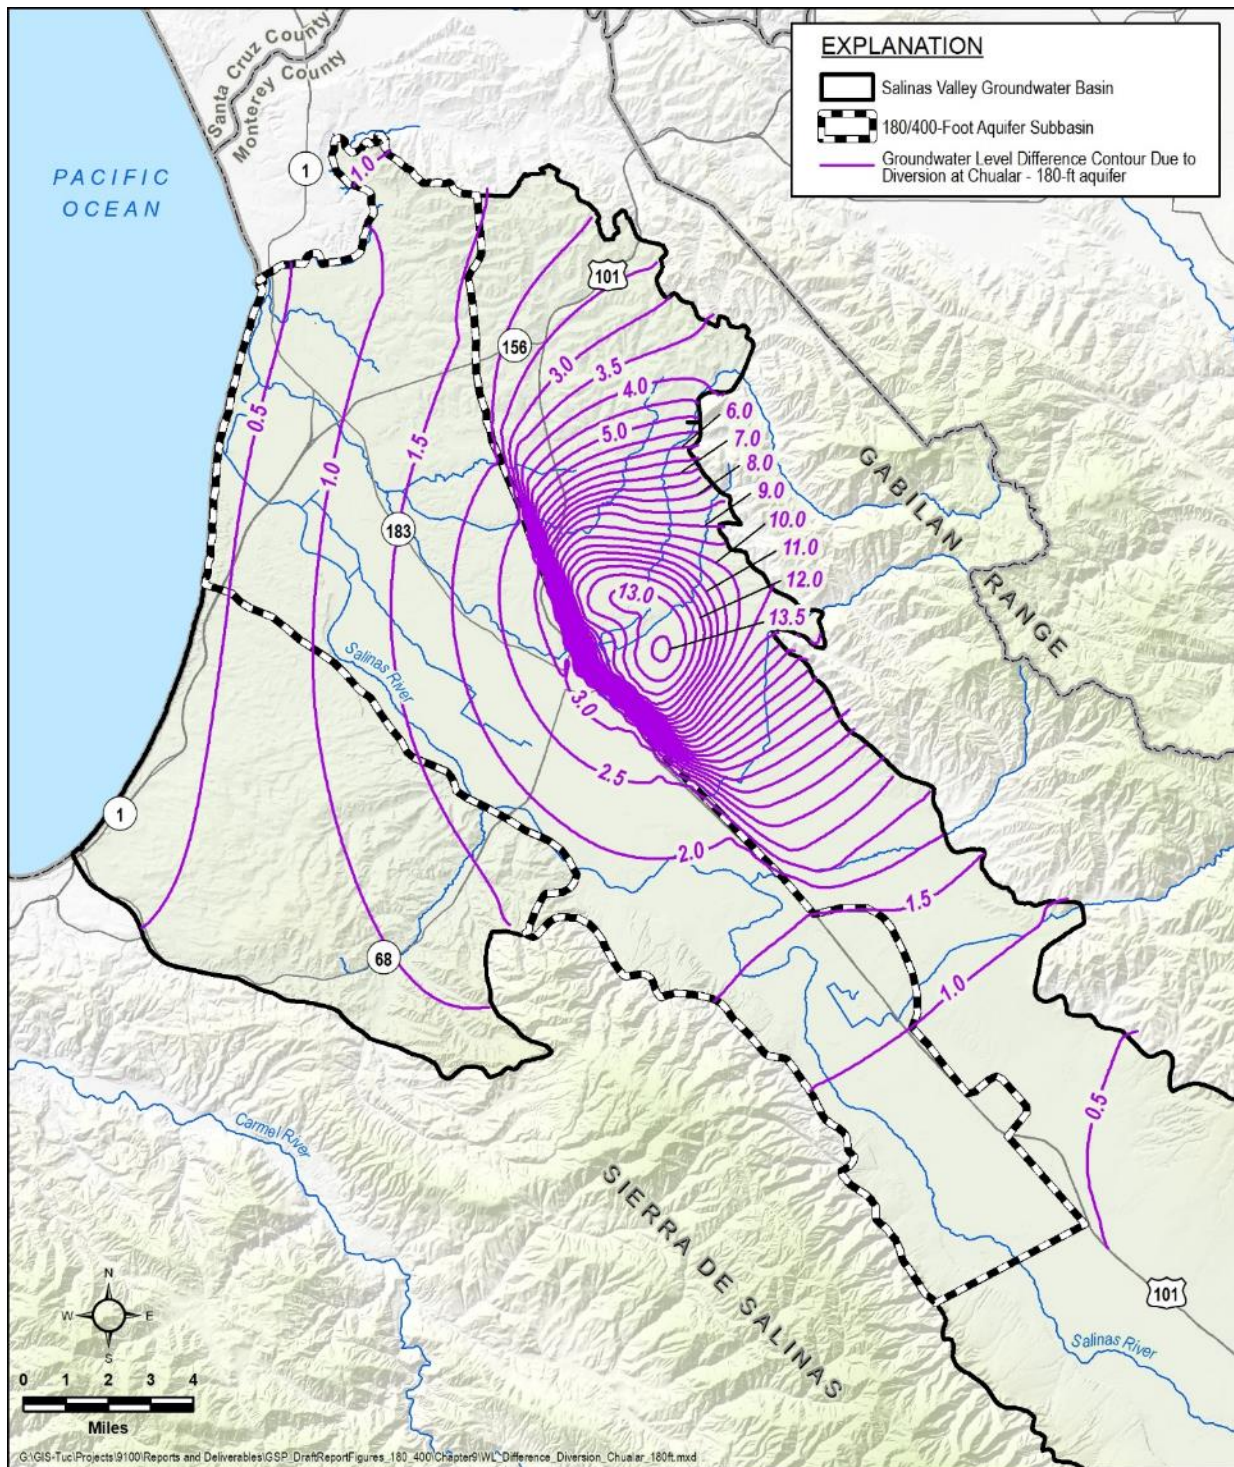 EXPLANATION
Salinas Valley Groundwater Basin
180/400-Foot Aquifer Subbasin
Groundwater Level Difference Contour Due to
Diversion at Chualar - 180-ft aquifer
Santa Cruz County
Monterey County
PACIFIC
OCEAN
1
1.0
101
156
3.0
3.5
4.0
5.0
6.0
7.0
8.0
9.0
10.0
11.0
12.0
13.0
13.5
0.5
1.0
1.5
183
GABILAN
RANGE
Salinas River
3.0
2.5
2.0
1
1.5
68
1.0
0.5
Carmel River
SIERRA DE SALINAS
101
Salinas River
N
W
E
S
0 1 2 3 4
Miles
G:\GIS-Tuc\Projects\9100\Reports and Deliverables\GSP_DraftReportFigures_180_400\Chapter9\WL_Difference_Diversion_Chualar_180ft.mxd